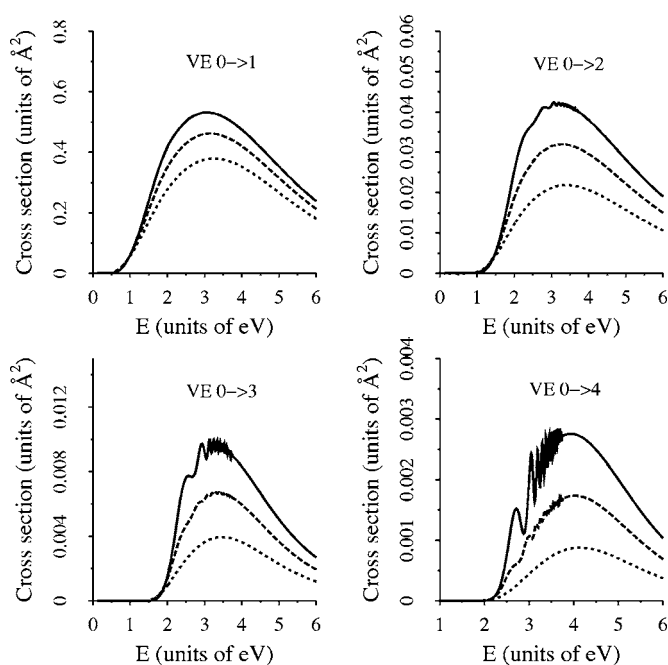 VE 0−>1
Cross section (units of Å²)
0 0.2 0.4 0.6 0.8
0 1 2 3 4 5 6
E (units of eV)
VE 0−>2
Cross section (units of Å²)
0 0.01 0.02 0.03 0.04 0.05 0.06
0 1 2 3 4 5 6
E (units of eV)
VE 0−>3
Cross section (units of Å²)
0 0.004 0.008 0.012
0 1 2 3 4 5 6
E (units of eV)
VE 0−>4
Cross section (units of Å²)
0 0.001 0.002 0.003 0.004
1 2 3 4 5 6
E (units of eV)